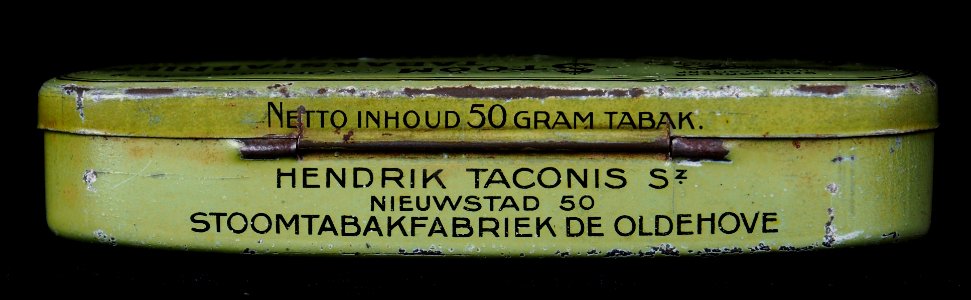 NETTO INHOUD 50 GRAM TABAK.
HENDRIK TACONIS Sz
NIEUWSTAD 50
STOOMTABAKFABRIEK DE OLDEHOVE